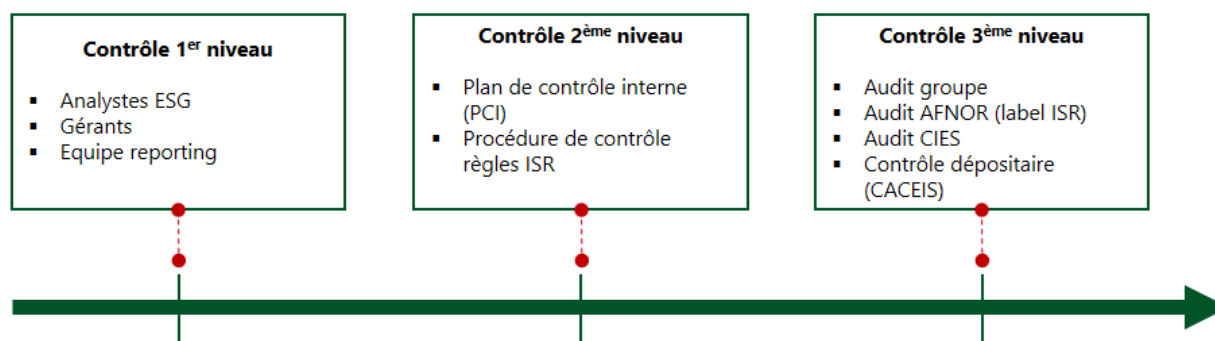 Contrôle 1er niveau
▪ Analystes ESG
▪ Gérants
▪ Equipe reporting
Contrôle 2ème niveau
▪ Plan de contrôle interne
(PCI)
▪ Procédure de contrôle
règles ISR
Contrôle 3ème niveau
▪ Audit groupe
▪ Audit AFNOR (label ISR)
▪ Audit CIES
▪ Contrôle dépositaire
(CACEIS)